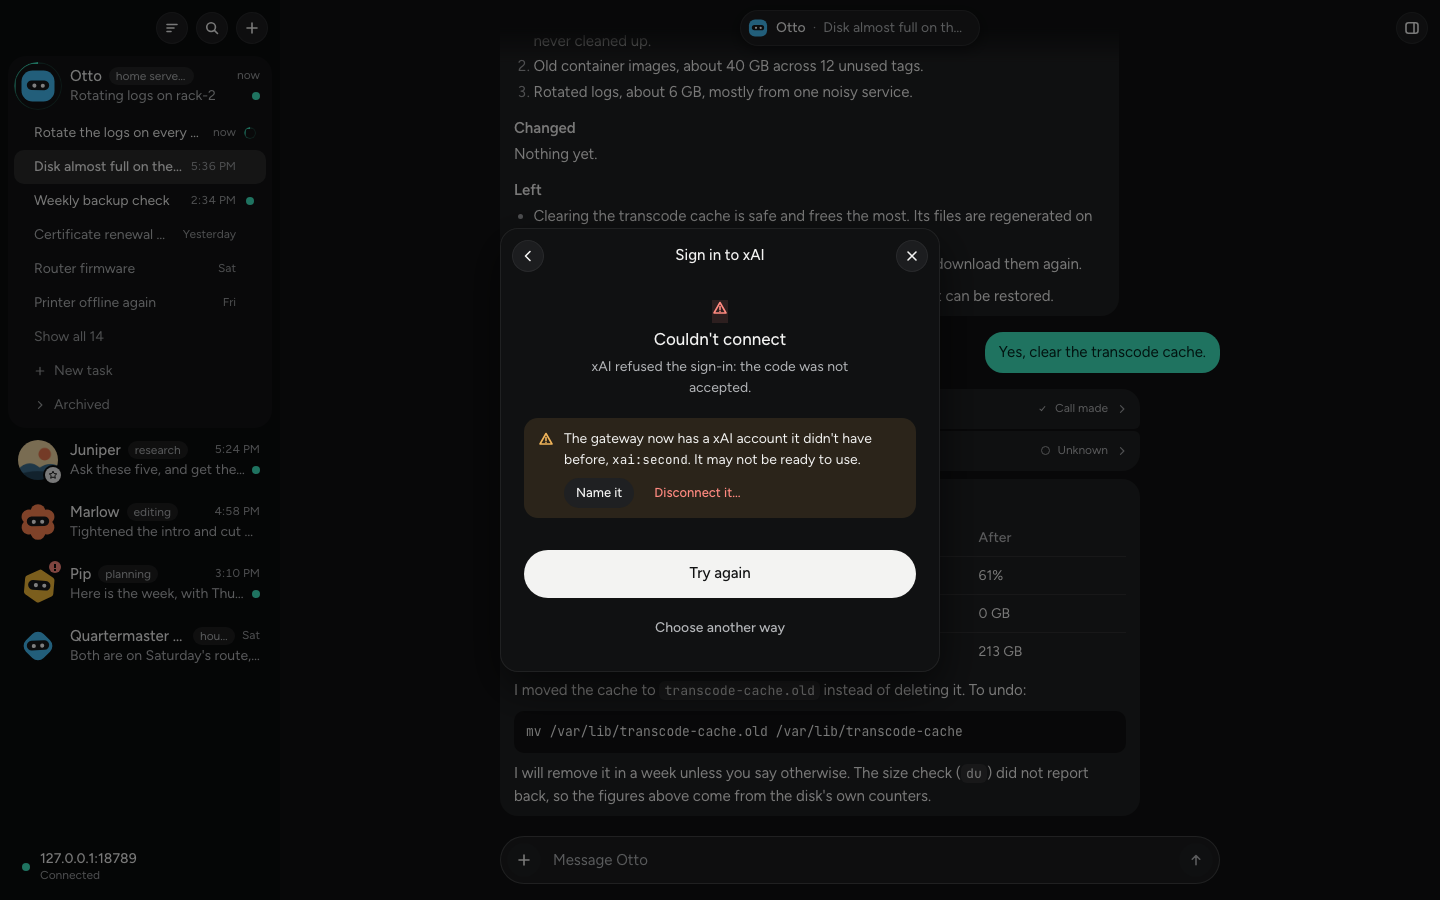 Otto home serve... now
Rotating logs on rack-2
Rotate the logs on every ... now
Disk almost full on the... 5:36 PM
Weekly backup check 2:34 PM
Certificate renewal ... Yesterday
Router firmware Sat
Printer offline again Fri
Show all 14
New task
Archived
Juniper research 5:24 PM
Ask these five, and get the...
Marlow editing 4:58 PM
Tightened the intro and cut ...
Pip planning 3:10 PM
Here is the week, with Thu...
Quartermaster ... hou... Sat
Both are on Saturday's route,...
127.0.0.1:18789
Connected
Otto · Disk almost full on th...
never cleaned up.
2. Old container images, about 40 GB across 12 unused tags.
3. Rotated logs, about 6 GB, mostly from one noisy service.
Changed
Nothing yet.
Left
• Clearing the transcode cache is safe and frees the most. Its files are regenerated on
download them again.
can be restored.
Yes, clear the transcode cache.
Call made
Unknown
After
61%
0 GB
213 GB
Sign in to xAI
Couldn't connect
xAI refused the sign-in: the code was not
accepted.
The gateway now has a xAI account it didn't have
before, xai:second. It may not be ready to use.
Name it Disconnect it...
Try again
Choose another way
I moved the cache to transcode-cache.old instead of deleting it. To undo:
mv /var/lib/transcode-cache.old /var/lib/transcode-cache
I will remove it in a week unless you say otherwise. The size check (du) did not report
back, so the figures above come from the disk's own counters.
Message Otto